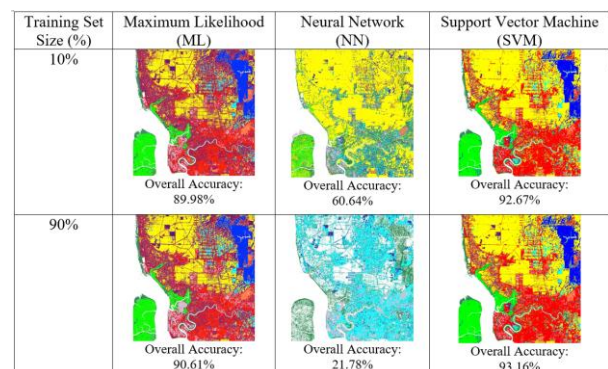 Training Set Size (%)
Maximum Likelihood (ML)
Neural Network (NN)
Support Vector Machine (SVM)
10%
Overall Accuracy:
89.98%
Overall Accuracy:
60.64%
Overall Accuracy:
92.67%
90%
Overall Accuracy:
90.61%
Overall Accuracy:
21.78%
Overall Accuracy:
93.16%